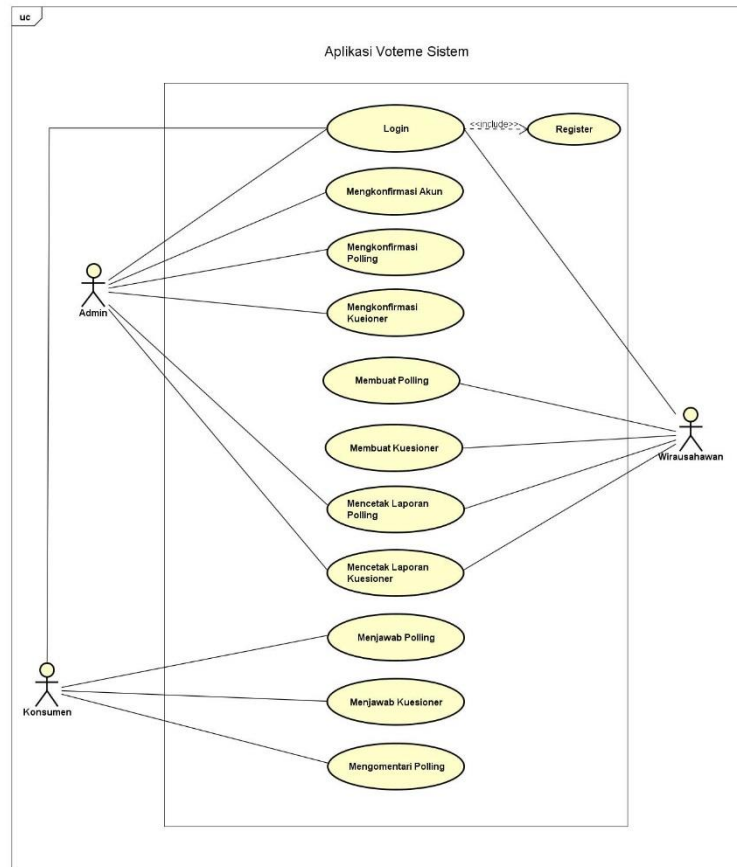 uc
Aplikasi Voteme Sistem
Login
<<include>>
Register
Mengkonfirmasi Akun
Mengkonfirmasi
Polling
Mengkonfirmasi
Kueioner
Admin
Membuat Polling
Membuat Kuesioner
Wirausahawan
Mencetak Laporan
Polling
Mencetak Laporan
Kuesioner
Menjawab Polling
Konsumen
Menjawab Kuesioner
Mengomentari Polling